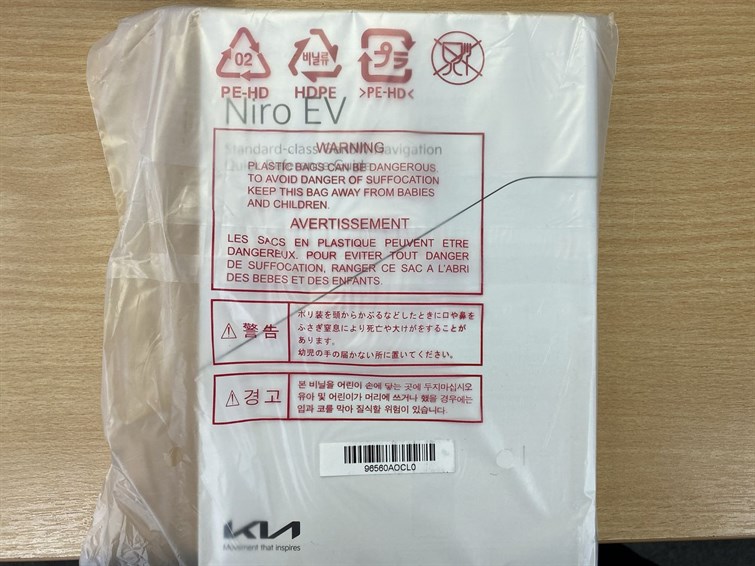 02
PE-HD
비닐류
HDPE
プラ
>PE-HD<
Niro EV
Standard-class Navigation
WARNING
PLASTIC BAGS CAN BE DANGEROUS.
TO AVOID DANGER OF SUFFOCATION
KEEP THIS BAG AWAY FROM BABIES
AND CHILDREN.
AVERTISSEMENT
LES SACS EN PLASTIQUE PEUVENT ETRE
DANGEREUX. POUR EVITER TOUT DANGER
DE SUFFOCATION, RANGER CE SAC A L'ABRI
DES BEBES ET DES ENFANTS.
⚠ 警告
ポリ袋を頭からかぶるなどしたときに口や鼻を
ふさぎ窒息により死亡や大けがをすることが
あります。
幼児の手の届かない所に置いてください。
⚠ 경고
본 비닐을 어린이 손에 닿는 곳에 두지마십시오
유아 및 어린이가 머리에 쓰거나 했을 경우에는
입과 코를 막아 질식할 위험이 있습니다.
96560AOCL0
KIA
Movement that inspires